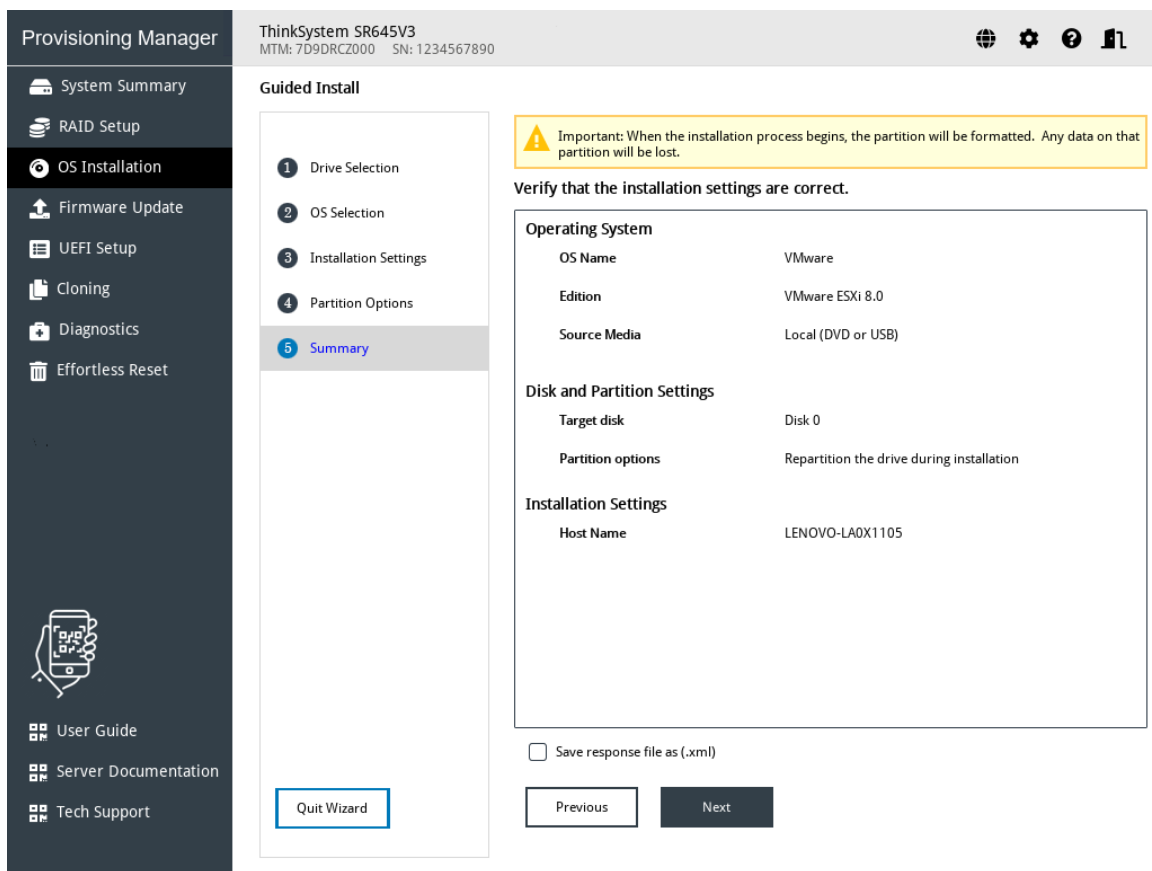 Provisioning Manager
ThinkSystem SR645V3
MTM: 7D9DRCZ000 SN: 1234567890
System Summary
RAID Setup
OS Installation
Firmware Update
UEFI Setup
Cloning
Diagnostics
Effortless Reset
User Guide
Server Documentation
Tech Support
Guided Install
1 Drive Selection
2 OS Selection
3 Installation Settings
4 Partition Options
5 Summary
Quit Wizard
Important: When the installation process begins, the partition will be formatted. Any data on that
partition will be lost.
Verify that the installation settings are correct.
Operating System
OS Name VMware
Edition VMware ESXi 8.0
Source Media Local (DVD or USB)
Disk and Partition Settings
Target disk Disk 0
Partition options Repartition the drive during installation
Installation Settings
Host Name LENOVO-LA0X1105
Save response file as (.xml)
Previous Next